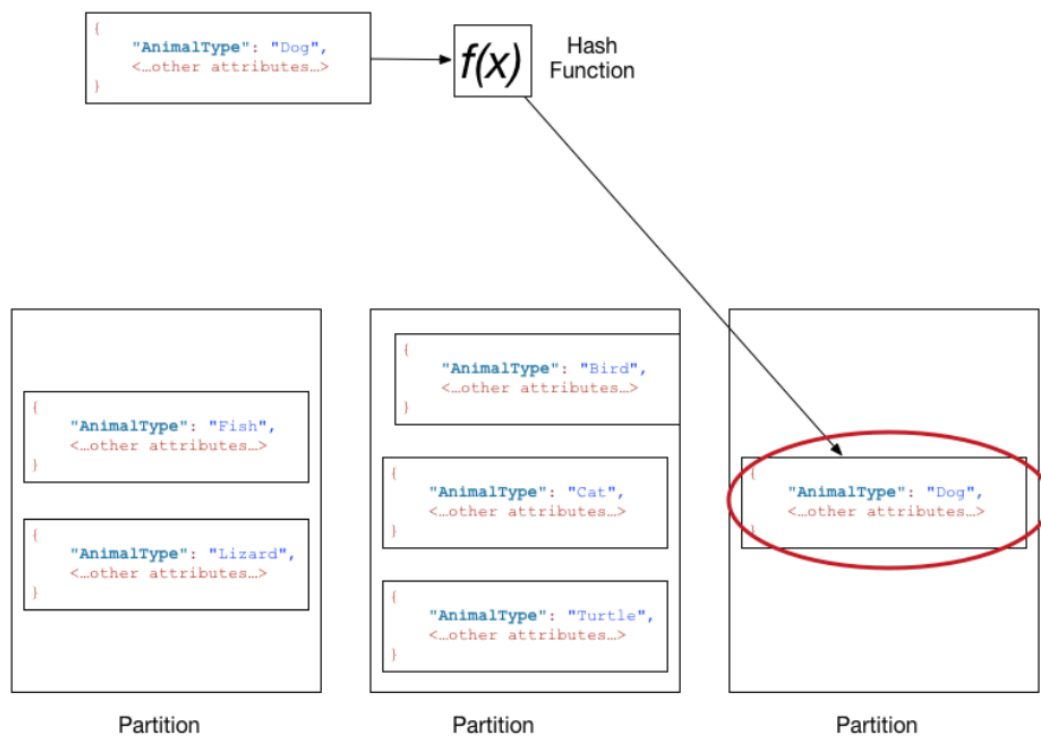 {
"AnimalType": "Dog",
<…other attributes…>
}
f(x)
Hash
Function
{
"AnimalType": "Fish",
<…other attributes…>
}
{
"AnimalType": "Lizard",
<…other attributes…>
}
{
"AnimalType": "Bird",
<…other attributes…>
}
{
"AnimalType": "Cat",
<…other attributes…>
}
{
"AnimalType": "Turtle",
<…other attributes…>
}
{
"AnimalType": "Dog",
<…other attributes…>
}
Partition
Partition
Partition